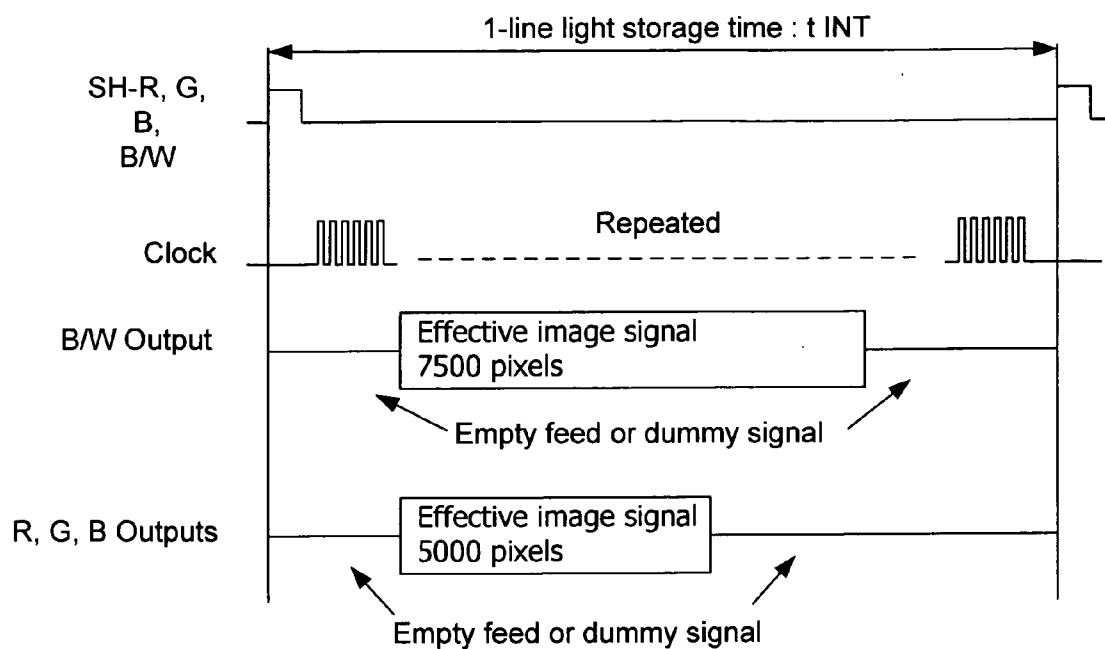 1-line light storage time : t INT
SH-R, G,
B,
B/W
Clock
Repeated
B/W Output
Effective image signal
7500 pixels
Empty feed or dummy signal
R, G, B Outputs
Effective image signal
5000 pixels
Empty feed or dummy signal